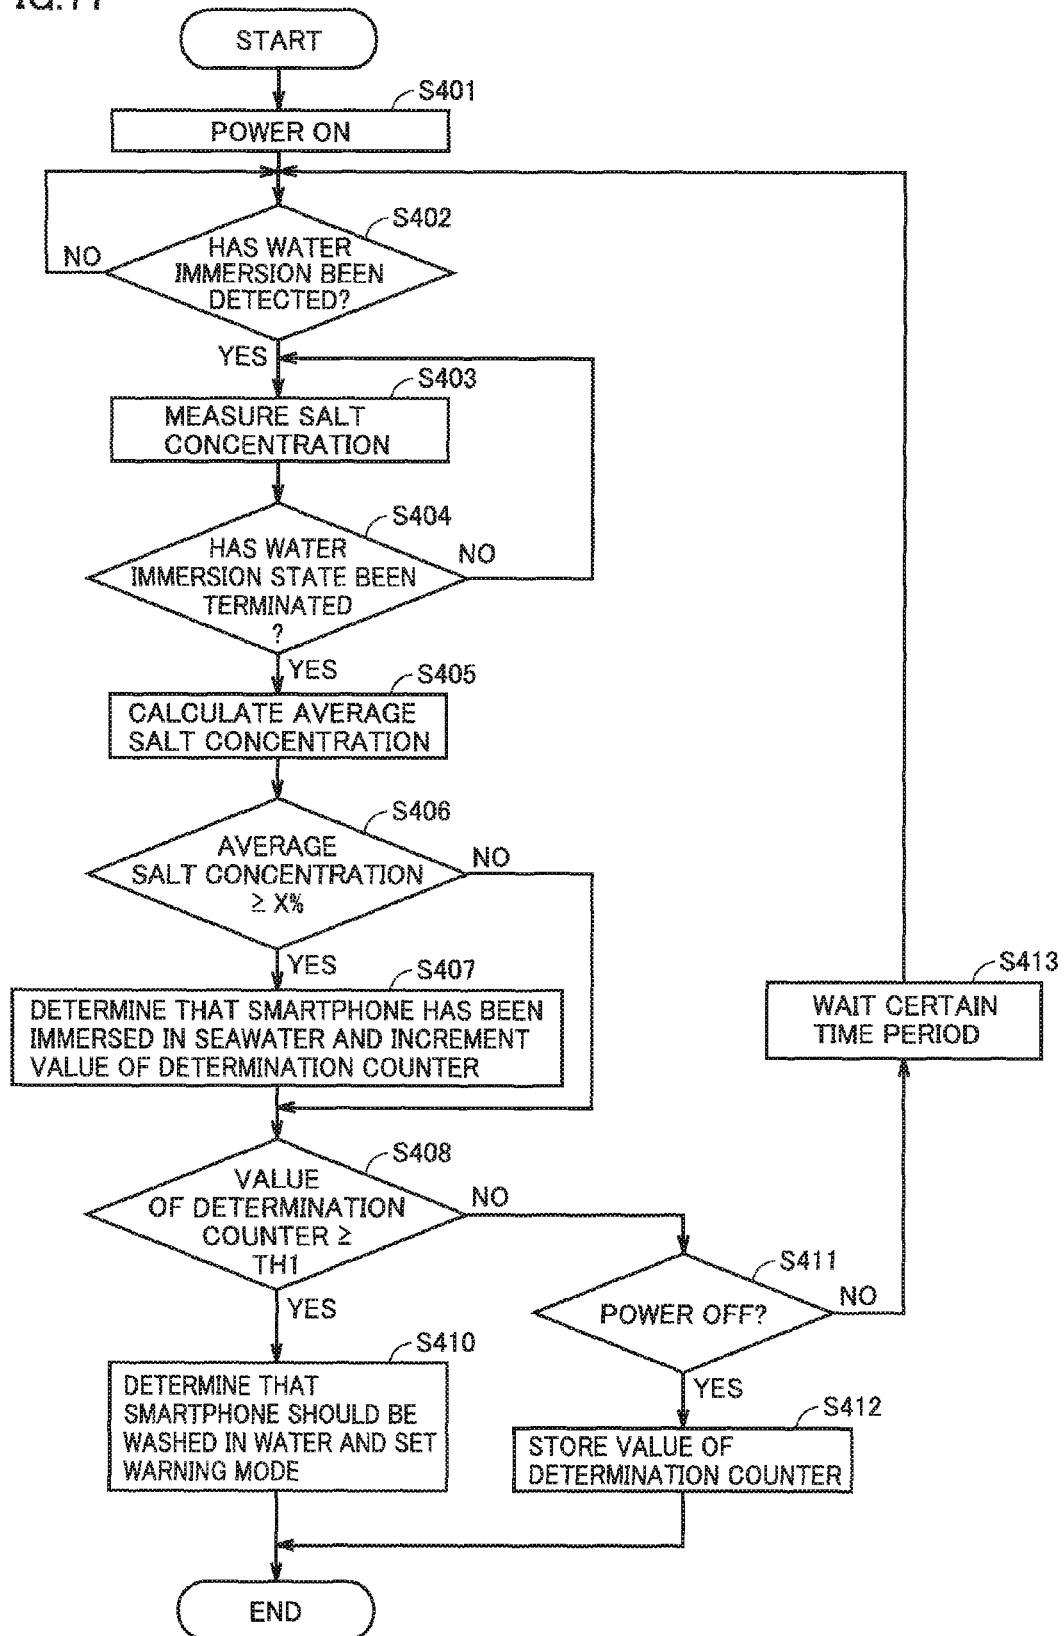 START
S401
POWER ON
S402
NO
HAS WATER
IMMERSION BEEN
DETECTED?
YES
S403
MEASURE SALT
CONCENTRATION
S404
HAS WATER
IMMERSION STATE BEEN
TERMINATED
?
NO
YES
S405
CALCULATE AVERAGE
SALT CONCENTRATION
S406
AVERAGE
SALT CONCENTRATION
≥ X%
NO
YES
S407
DETERMINE THAT SMARTPHONE HAS BEEN
IMMERSED IN SEAWATER AND INCREMENT
VALUE OF DETERMINATION COUNTER
S413
WAIT CERTAIN
TIME PERIOD
S408
VALUE
OF DETERMINATION
COUNTER ≥
TH1
NO
YES
S411
POWER OFF?
NO
YES
S410
DETERMINE THAT
SMARTPHONE SHOULD BE
WASHED IN WATER AND SET
WARNING MODE
S412
STORE VALUE OF
DETERMINATION COUNTER
END